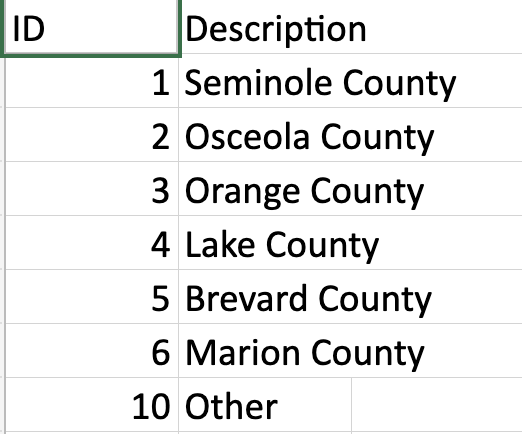 ID Description
1 Seminole County
2 Osceola County
3 Orange County
4 Lake County
5 Brevard County
6 Marion County
10 Other